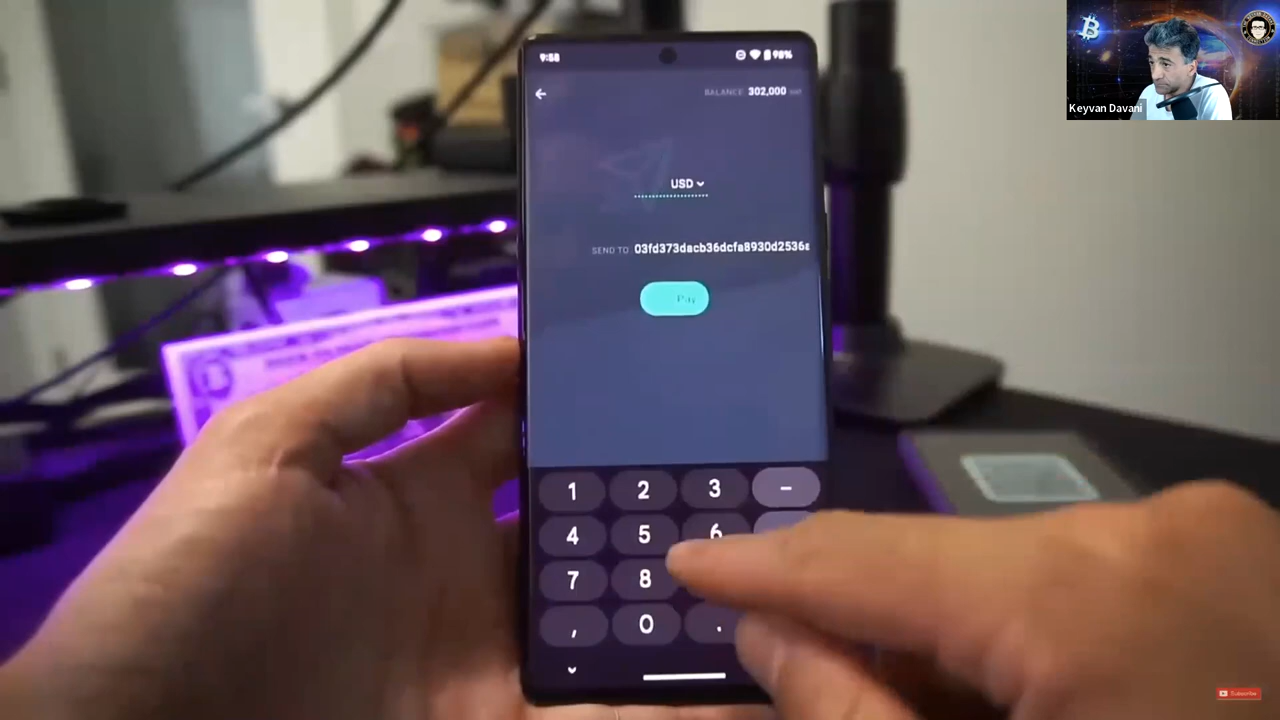 9:58
98%
BALANCE: 302,000
USD
SEND TO 03fd373dacb36dcfa8930d2536
Pay
1 2 3 –
4 5 6
7 8
, 0 .
Keyvan Davani
Subscribe